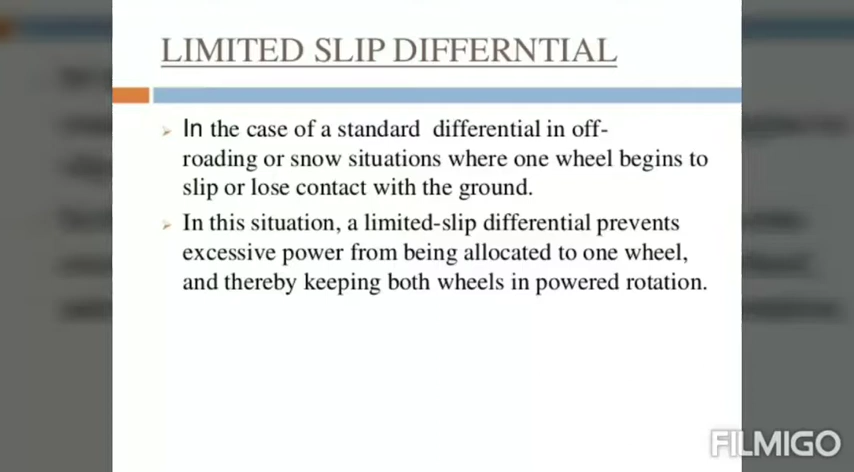 LIMITED SLIP DIFFERNTIAL
In the case of a standard differential in off-
roading or snow situations where one wheel begins to
slip or lose contact with the ground.
In this situation, a limited-slip differential prevents
excessive power from being allocated to one wheel,
and thereby keeping both wheels in powered rotation.
FILMIGO